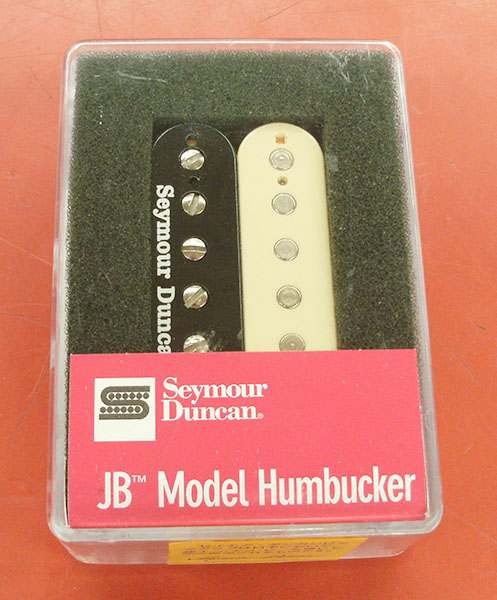 Seymour Duncan
Seymour
Duncan®
JB™ Model Humbucker